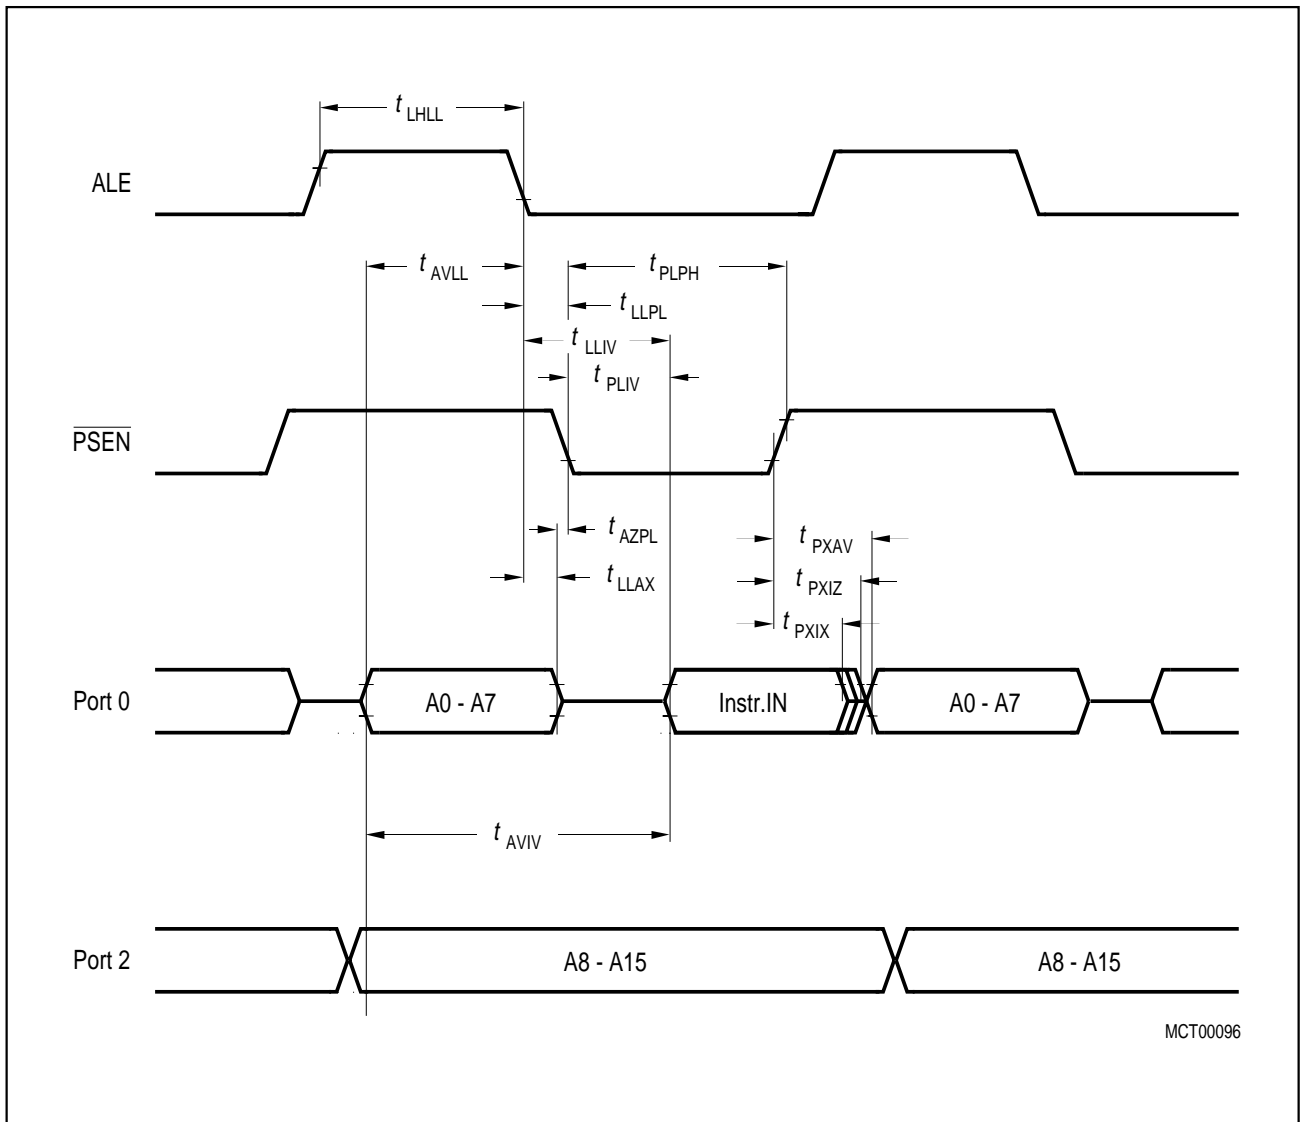 t LHLL
ALE
t AVLL
t PLPH
t LLPL
t LLIV
t PLIV
PSEN
t AZPL
t PXAV
t LLAX
t PXIZ
t PXIX
Port 0
A0 - A7
Instr.IN
A0 - A7
t AVIV
Port 2
A8 - A15
A8 - A15
MCT00096